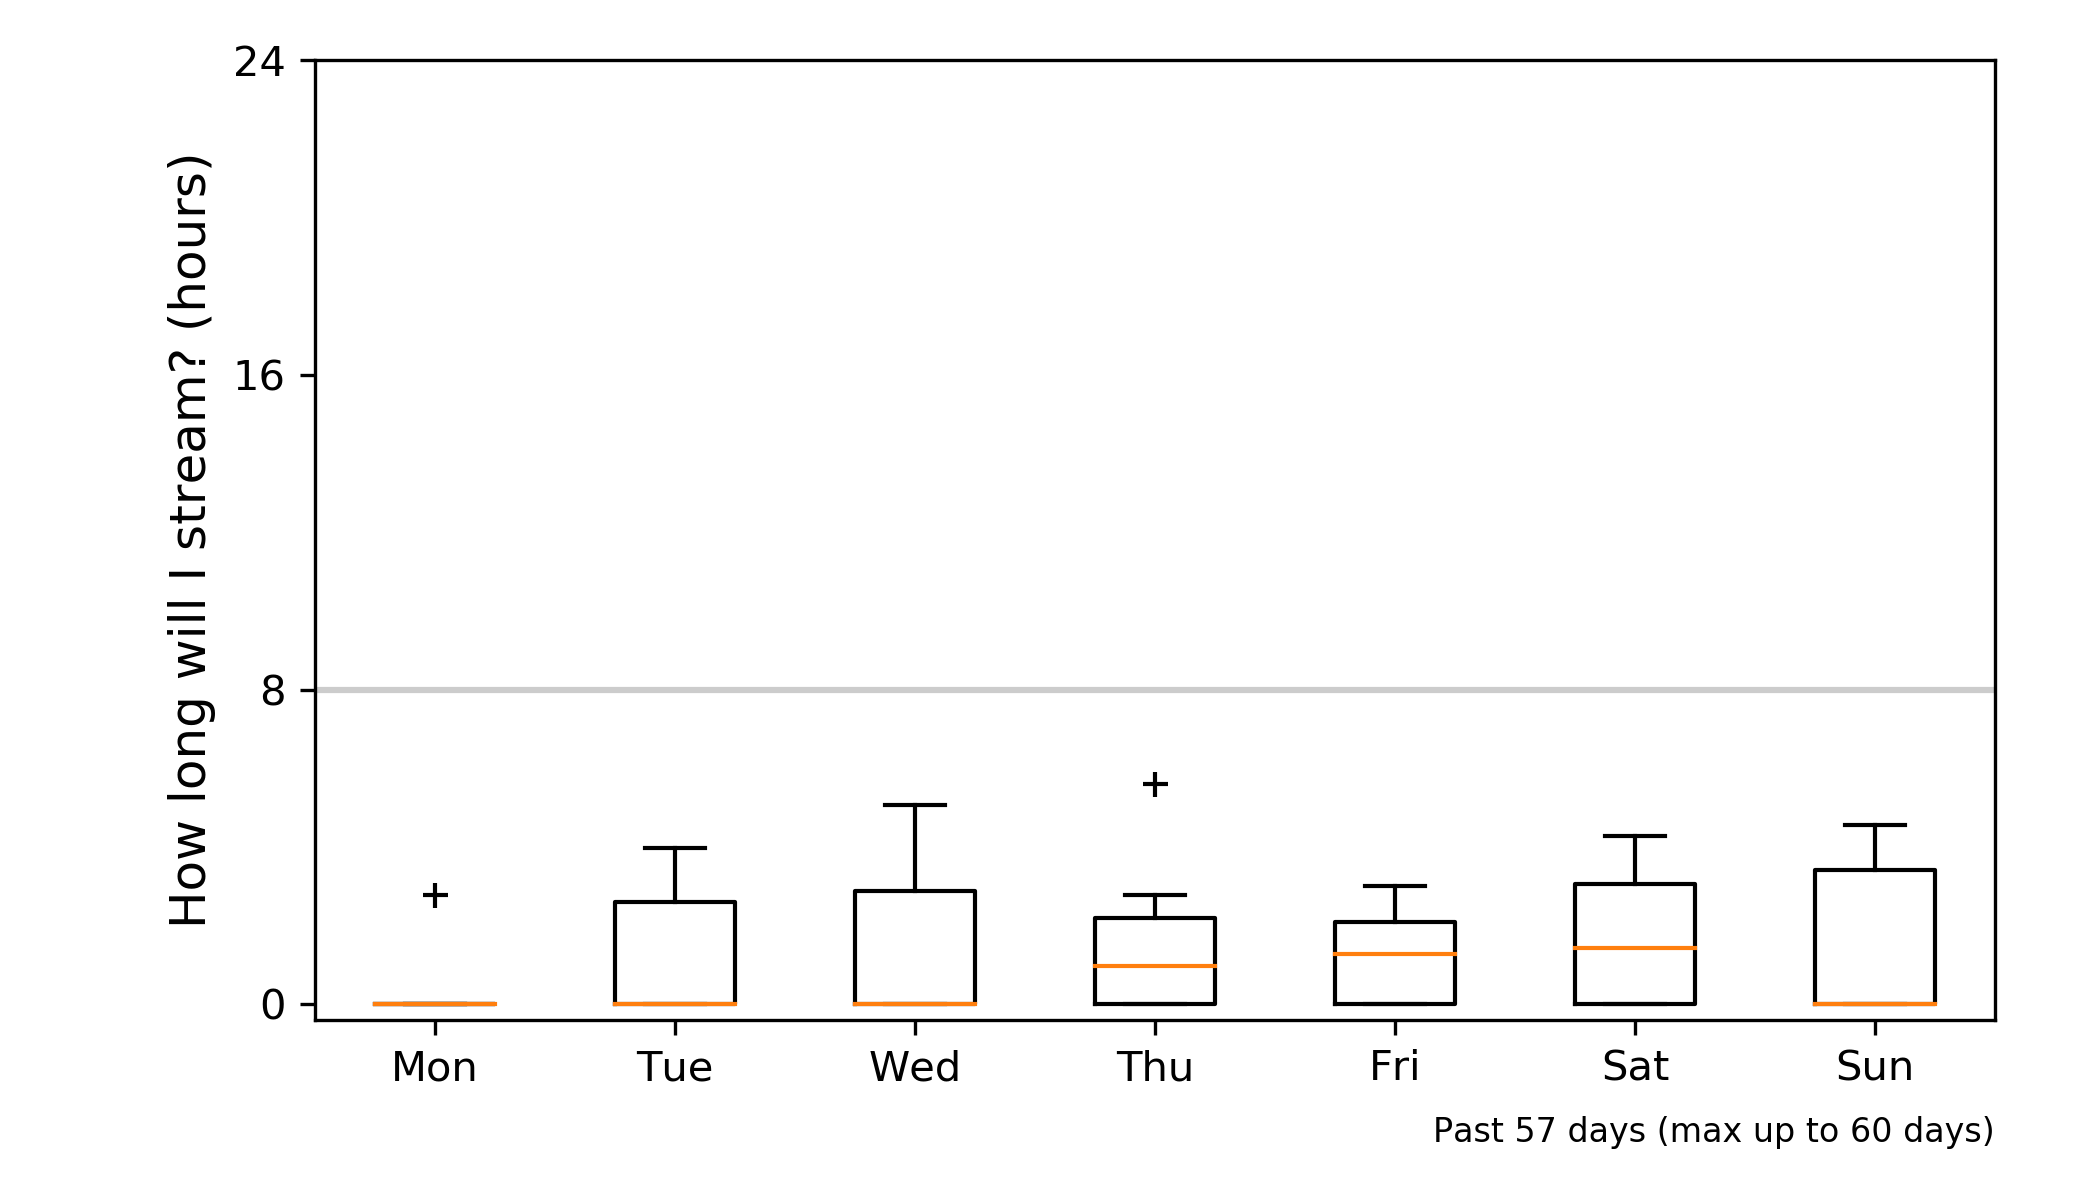 How long will I stream? (hours)
24
16
8
0
Mon Tue Wed Thu Fri Sat Sun
Past 57 days (max up to 60 days)